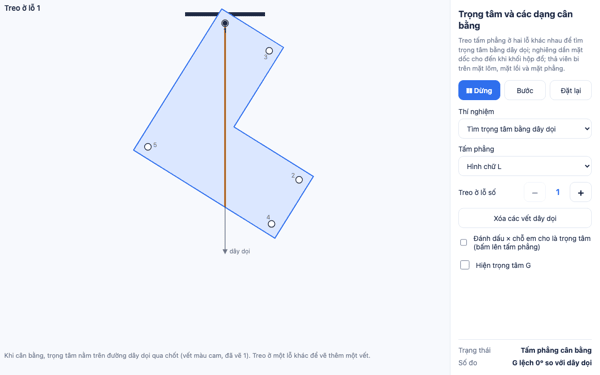 Treo ở lỗ 1
1
3
5
2
4
dây dọi
Khi cân bằng, trọng tâm nằm trên đường dây dọi qua chốt (vết màu cam, đã vẽ 1). Treo ở một lỗ khác để vẽ thêm một vết.
Trọng tâm và các dạng cân
bằng
Treo tấm phẳng ở hai lỗ khác nhau để tìm
trọng tâm bằng dây dọi; nghiêng dần mặt
dốc cho đến khi khối hộp đổ; thả viên bi
trên mặt lõm, mặt lồi và mặt phẳng.
Dừng
Bước
Đặt lại
Thí nghiệm
Tìm trọng tâm bằng dây dọi
Tấm phẳng
Hình chữ L
Treo ở lỗ số
− 1 +
Xóa các vết dây dọi
Đánh dấu × chỗ em cho là trọng tâm
(bấm lên tấm phẳng)
Hiện trọng tâm G
Trạng thái Tấm phẳng cân bằng
Số đo G lệch 0° so với dây dọi